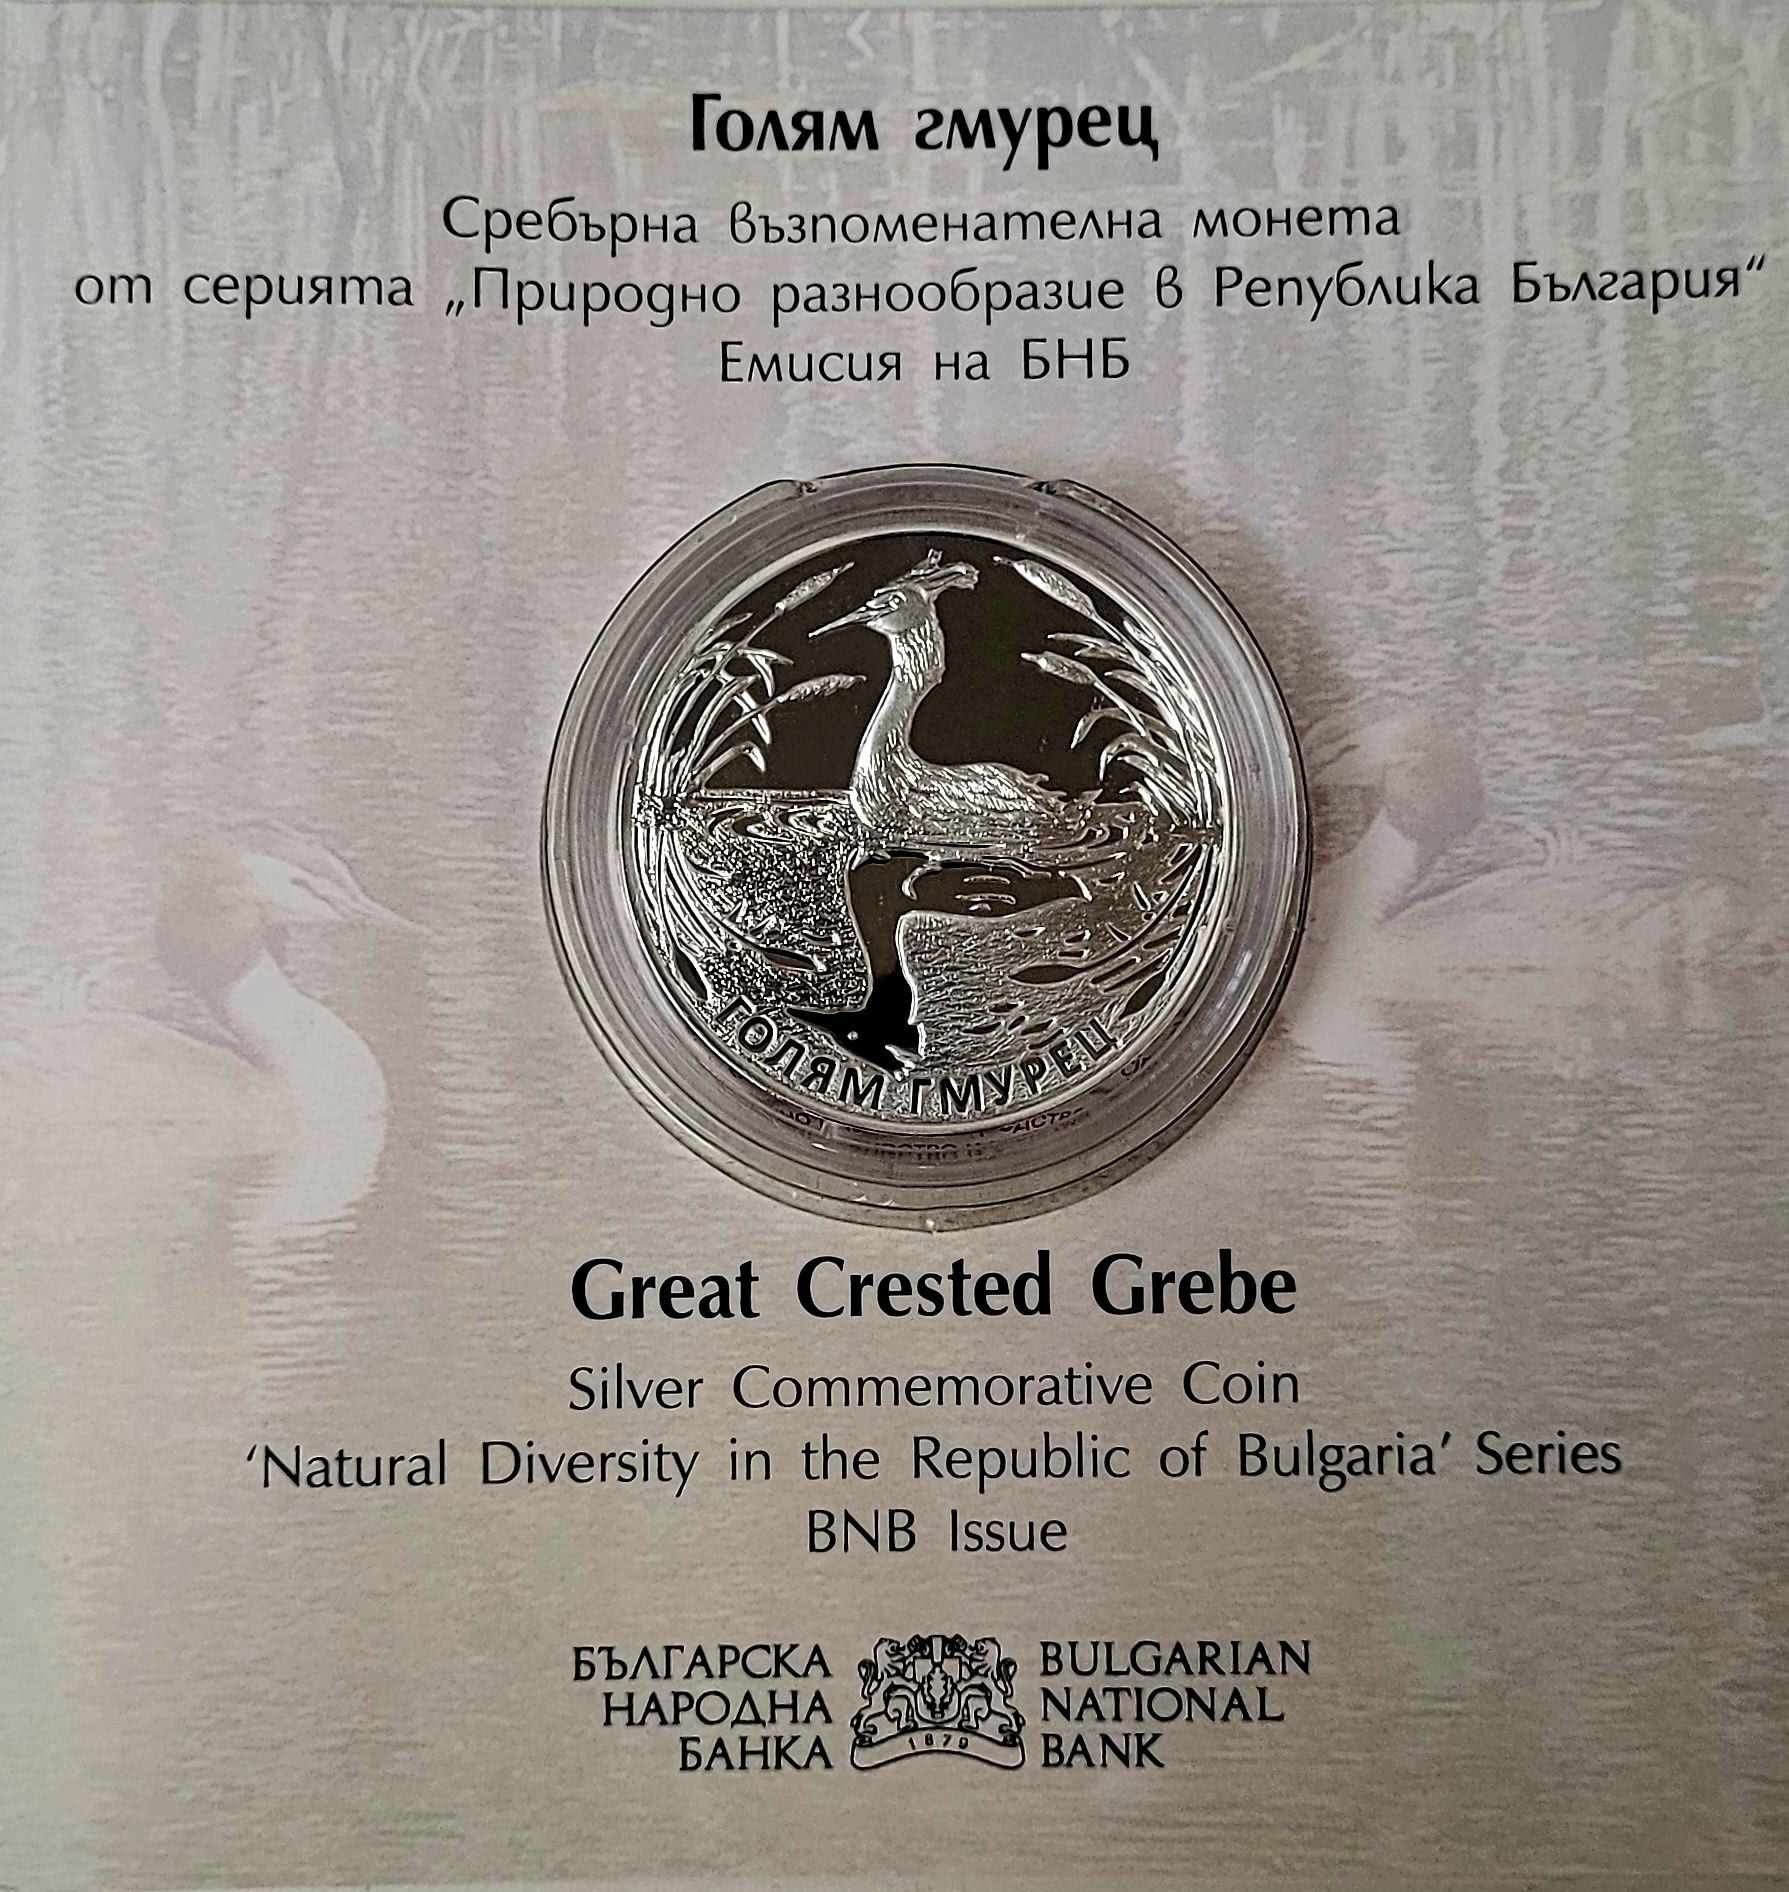 Голям гмурец
Сребърна възпоменателна монета
от серията „Природно разнообразие в Република България“
Емисия на БНБ
ГОЛЯМ ГМУРЕЦ
Great Crested Grebe
Silver Commemorative Coin
‘Natural Diversity in the Republic of Bulgaria’ Series
BNB Issue
БЪЛГАРСКА
НАРОДНА
БАНКА
1879
BULGARIAN
NATIONAL
BANK